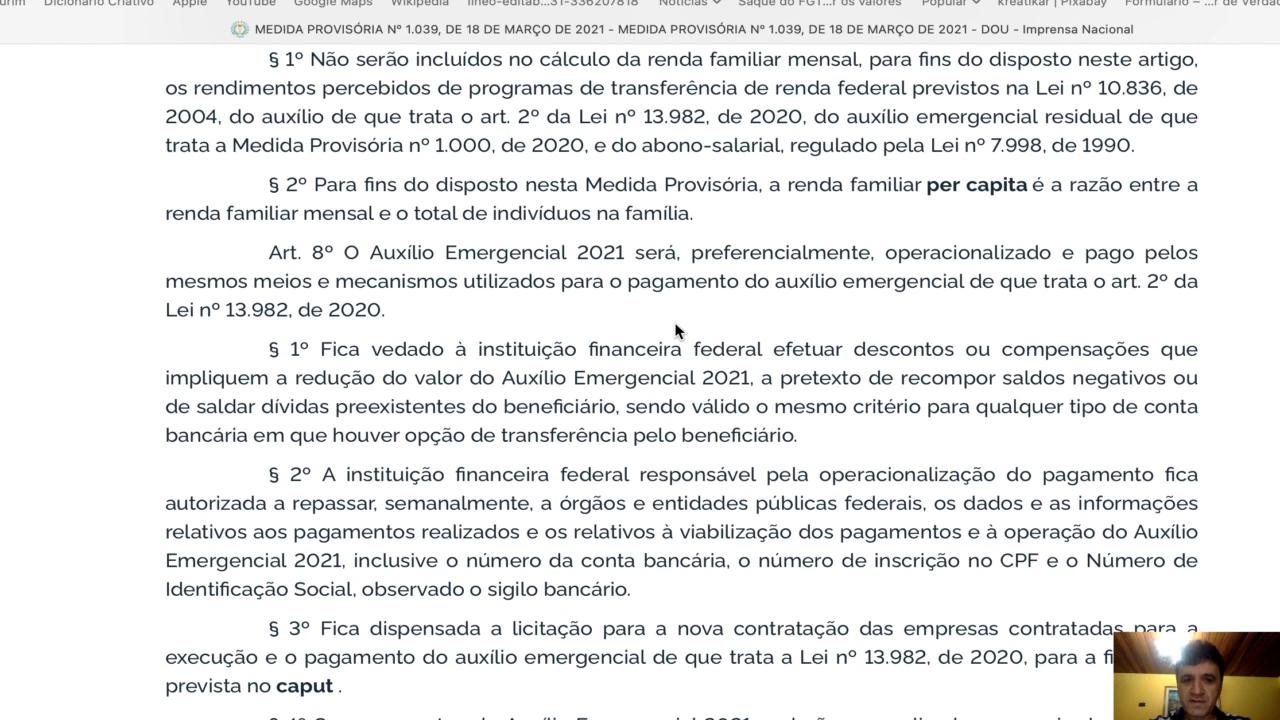 Dicionário Criativo Apple YouTube Google Maps Wikipedia Notícias Popular kreatikar | Pixabay
MEDIDA PROVISÓRIA Nº 1.039, DE 18 DE MARÇO DE 2021 - MEDIDA PROVISÓRIA Nº 1.039, DE 18 DE MARÇO DE 2021 - DOU - Imprensa Nacional
§ 1º Não serão incluídos no cálculo da renda familiar mensal, para fins do disposto neste artigo,
os rendimentos percebidos de programas de transferência de renda federal previstos na Lei nº 10.836, de
2004, do auxílio de que trata o art. 2º da Lei nº 13.982, de 2020, do auxílio emergencial residual de que
trata a Medida Provisória nº 1.000, de 2020, e do abono-salarial, regulado pela Lei nº 7.998, de 1990.
§ 2º Para fins do disposto nesta Medida Provisória, a renda familiar per capita é a razão entre a
renda familiar mensal e o total de indivíduos na família.
Art. 8º O Auxílio Emergencial 2021 será, preferencialmente, operacionalizado e pago pelos
mesmos meios e mecanismos utilizados para o pagamento do auxílio emergencial de que trata o art. 2º da
Lei nº 13.982, de 2020.
§ 1º Fica vedado à instituição financeira federal efetuar descontos ou compensações que
impliquem a redução do valor do Auxílio Emergencial 2021, a pretexto de recompor saldos negativos ou
de saldar dívidas preexistentes do beneficiário, sendo válido o mesmo critério para qualquer tipo de conta
bancária em que houver opção de transferência pelo beneficiário.
§ 2º A instituição financeira federal responsável pela operacionalização do pagamento fica
autorizada a repassar, semanalmente, a órgãos e entidades públicas federais, os dados e as informações
relativos aos pagamentos realizados e os relativos à viabilização dos pagamentos e à operação do Auxílio
Emergencial 2021, inclusive o número da conta bancária, o número de inscrição no CPF e o Número de
Identificação Social, observado o sigilo bancário.
§ 3º Fica dispensada a licitação para a nova contratação das empresas contratadas para a
execução e o pagamento do auxílio emergencial de que trata a Lei nº 13.982, de 2020, para a
prevista no caput .